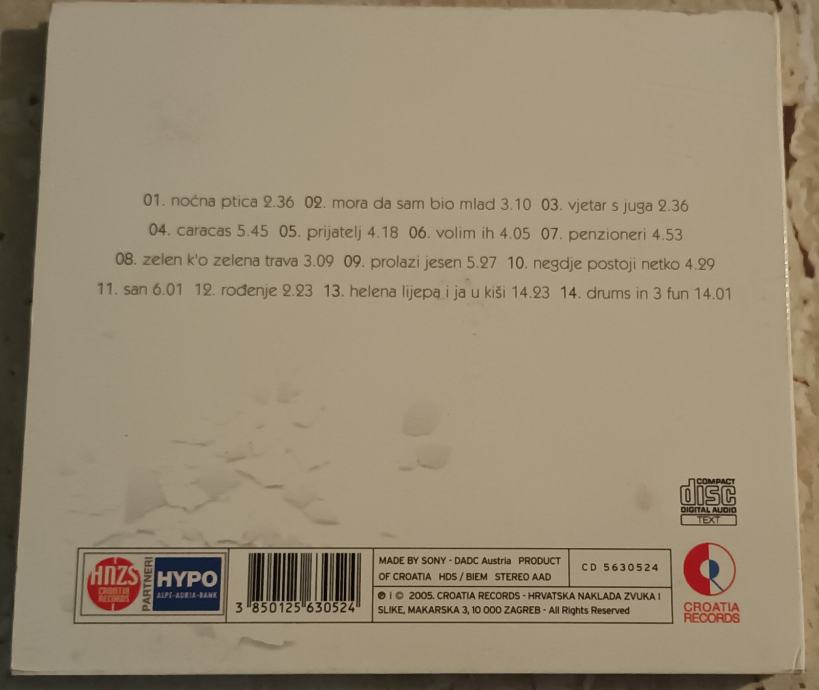 01. noćna ptica 2.36 02. mora da sam bio mlad 3.10 03. vjetar s juga 2.36
04. caracas 5.45 05. prijatelj 4.18 06. volim ih 4.05 07. penzioneri 4.53
08. zelen k'o zelena trava 3.09 09. prolazi jesen 5.27 10. negdje postoji netko 4.29
11. san 6.01 12. rođenje 2.23 13. helena lijepa i ja u kiši 14.23 14. drums in 3 fun 14.01
COMPACT
disc
DIGITAL AUDIO
TEXT
HNZS
CROATIA
RECORDS
PARTNERI
HYPO
ALPE-ADRIA-BANK
3 850125 630524
MADE BY SONY - DADC Austria PRODUCT
OF CROATIA HDS / BIEM STEREO AAD
CD 5630524
℗ i © 2005. CROATIA RECORDS - HRVATSKA NAKLADA ZVUKA I
SLIKE, MAKARSKA 3, 10 000 ZAGREB - All Rights Reserved
CROATIA
RECORDS